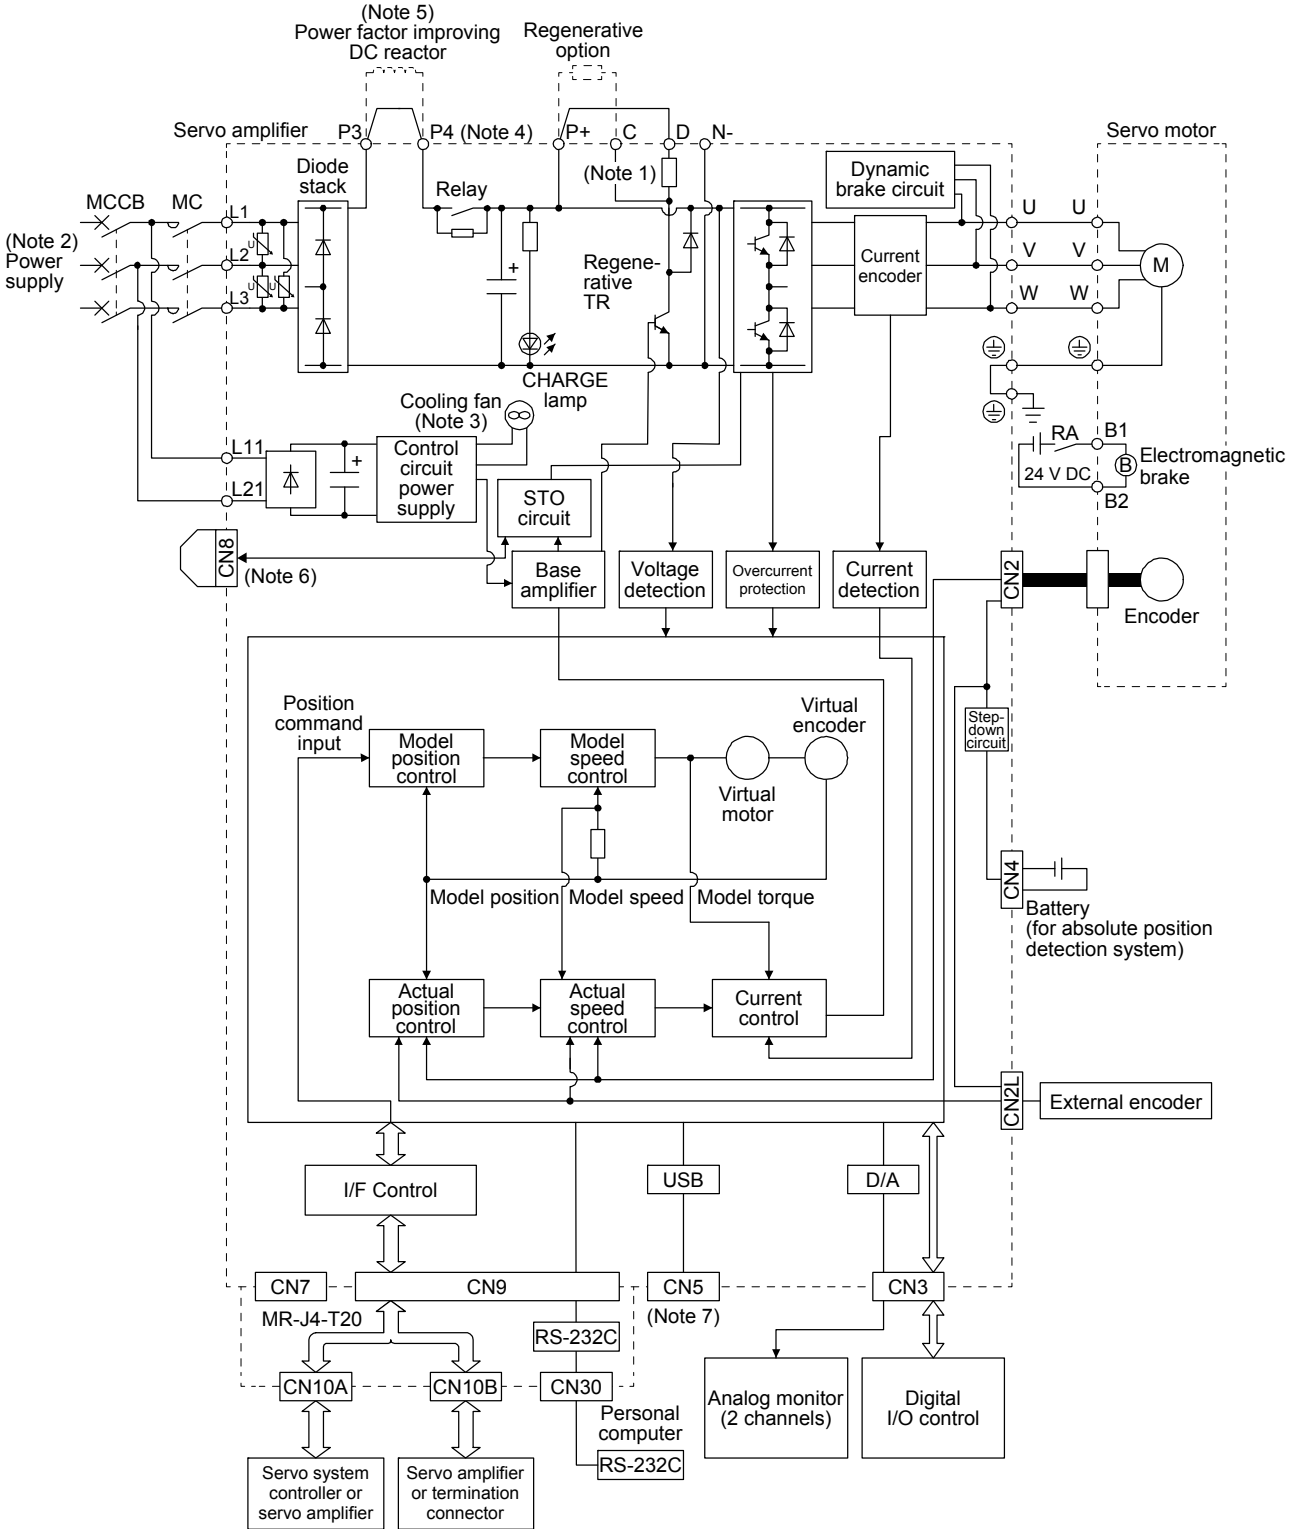 (Note 5)
Power factor improving
DC reactor
Regenerative
option
Servo amplifier
P3
P4 (Note 4)
P+
C
D
N-
Servo motor
Diode
stack
(Note 1)
Dynamic
brake circuit
MCCB
MC
Relay
L1
U
U
(Note 2)
Power
supply
U
L2
+
Regene-
rative
TR
Current
encoder
V
V
M
U
U
L3
W
W
CHARGE
lamp
Cooling fan
(Note 3)
L11
+
Control
circuit
power
supply
RA
B1
24 V DC
B
Electromagnetic
brake
L21
STO
circuit
B2
CN8
(Note 6)
Base
amplifier
Voltage
detection
Overcurrent
protection
Current
detection
CN2
Encoder
Position
command
input
Virtual
encoder
Model
position
control
Model
speed
control
Step-
down
circuit
Virtual
motor
CN4
Model position
Model speed
Model torque
Battery
(for absolute position
detection system)
Actual
position
control
Actual
speed
control
Current
control
CN2L
External encoder
I/F Control
USB
D/A
CN7
CN9
CN5
CN3
MR-J4-T20
(Note 7)
RS-232C
CN10A
CN10B
CN30
Analog monitor
(2 channels)
Digital
I/O control
Personal
computer
RS-232C
Servo system
controller or
servo amplifier
Servo amplifier
or termination
connector